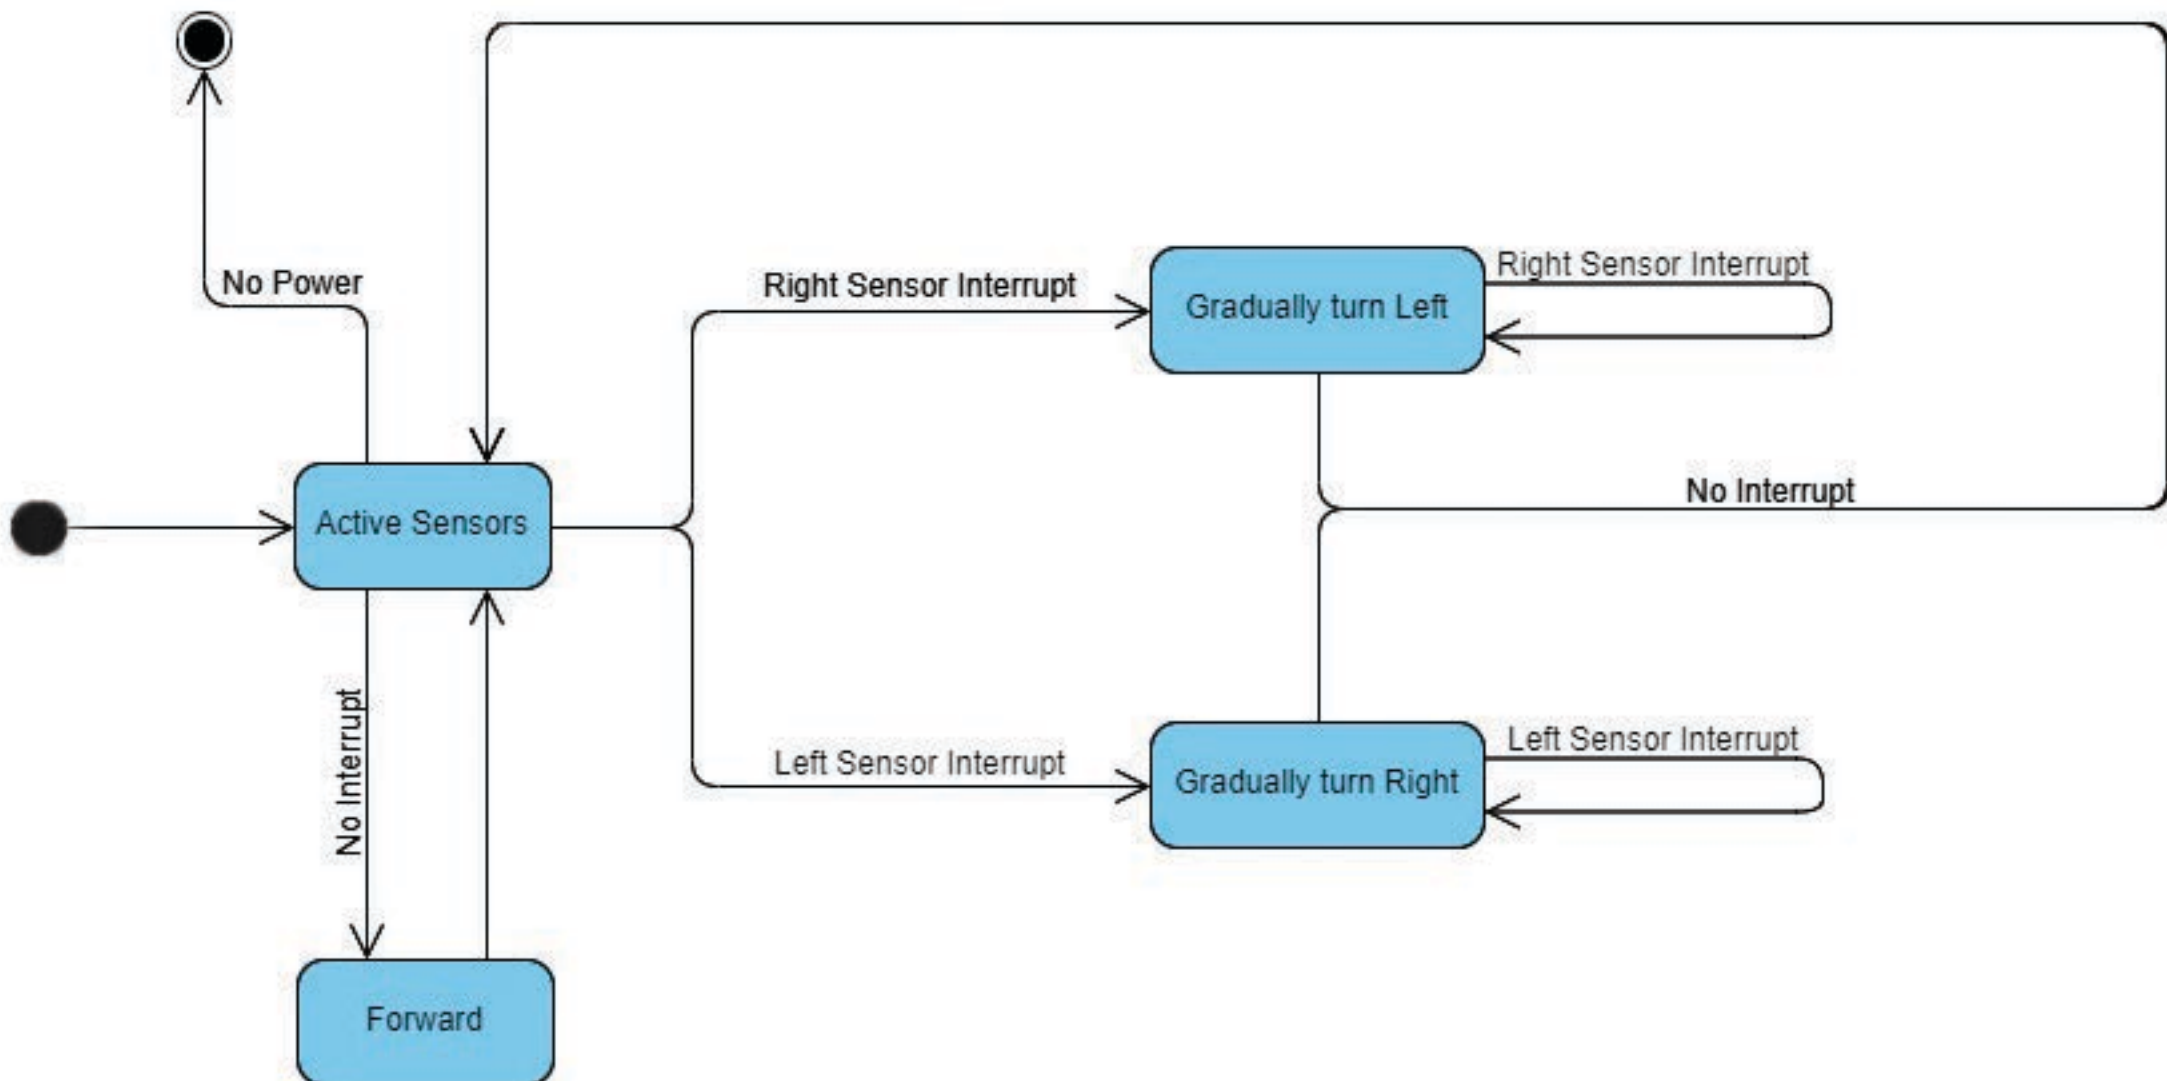 No Power
Right Sensor Interrupt
Gradually turn Left
Right Sensor Interrupt
No Interrupt
Active Sensors
No Interrupt
Left Sensor Interrupt
Gradually turn Right
Left Sensor Interrupt
Forward